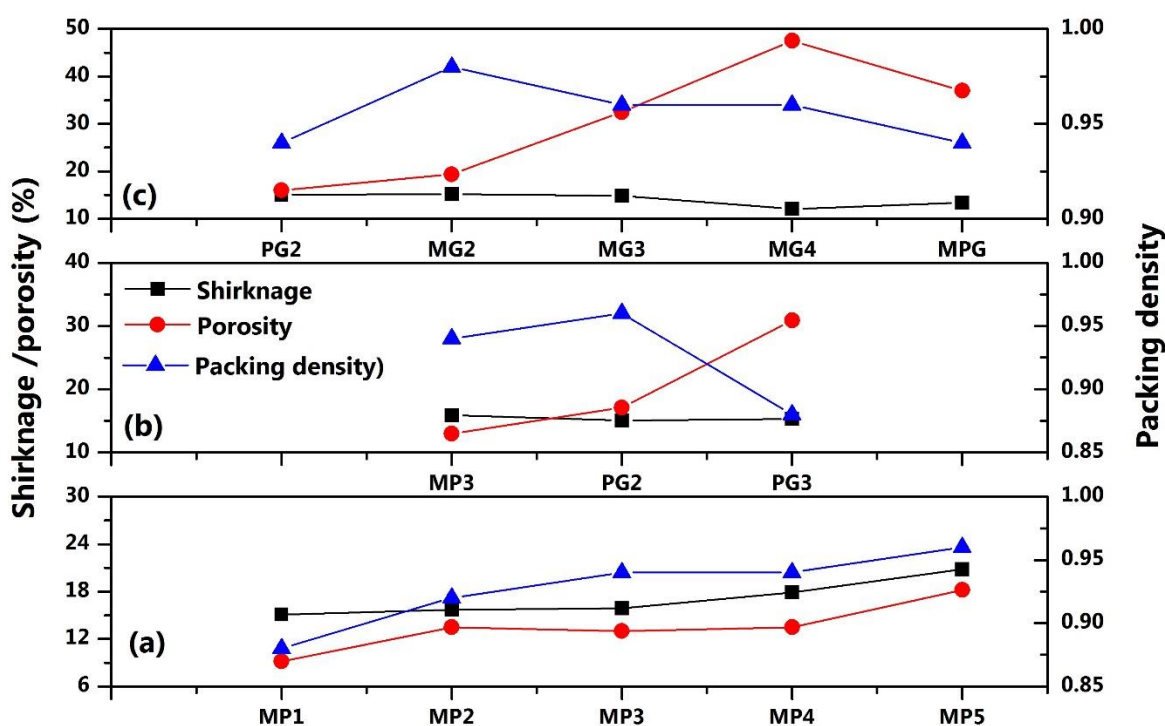 Shirknage /porosity (%)
50
40
30
20
10
(c)
1.00
0.95
0.90
PG2 MG2 MG3 MG4 MPG
40
30
20
10
Shirknage
Porosity
Packing density)
(b)
1.00
0.95
0.90
0.85
MP3 PG2 PG3
30
24
18
12
6
(a)
1.00
0.95
0.90
0.85
MP1 MP2 MP3 MP4 MP5
Packing density